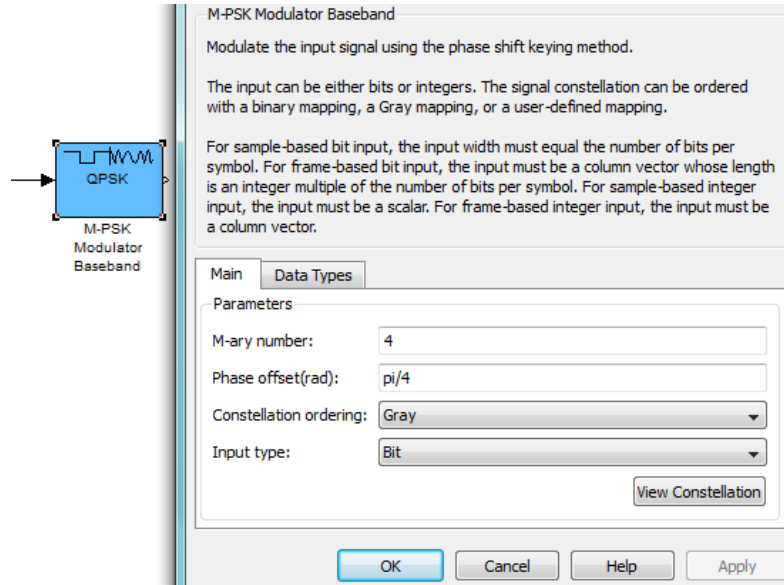 M-PSK Modulator Baseband
Modulate the input signal using the phase shift keying method.
The input can be either bits or integers. The signal constellation can be ordered
with a binary mapping, a Gray mapping, or a user-defined mapping.
For sample-based bit input, the input width must equal the number of bits per
symbol. For frame-based bit input, the input must be a column vector whose length
is an integer multiple of the number of bits per symbol. For sample-based integer
input, the input must be a scalar. For frame-based integer input, the input must be
a column vector.
QPSK
M-PSK
Modulator
Baseband
Main Data Types
Parameters
M-ary number: 4
Phase offset(rad): pi/4
Constellation ordering: Gray
Input type: Bit
View Constellation
OK Cancel Help Apply